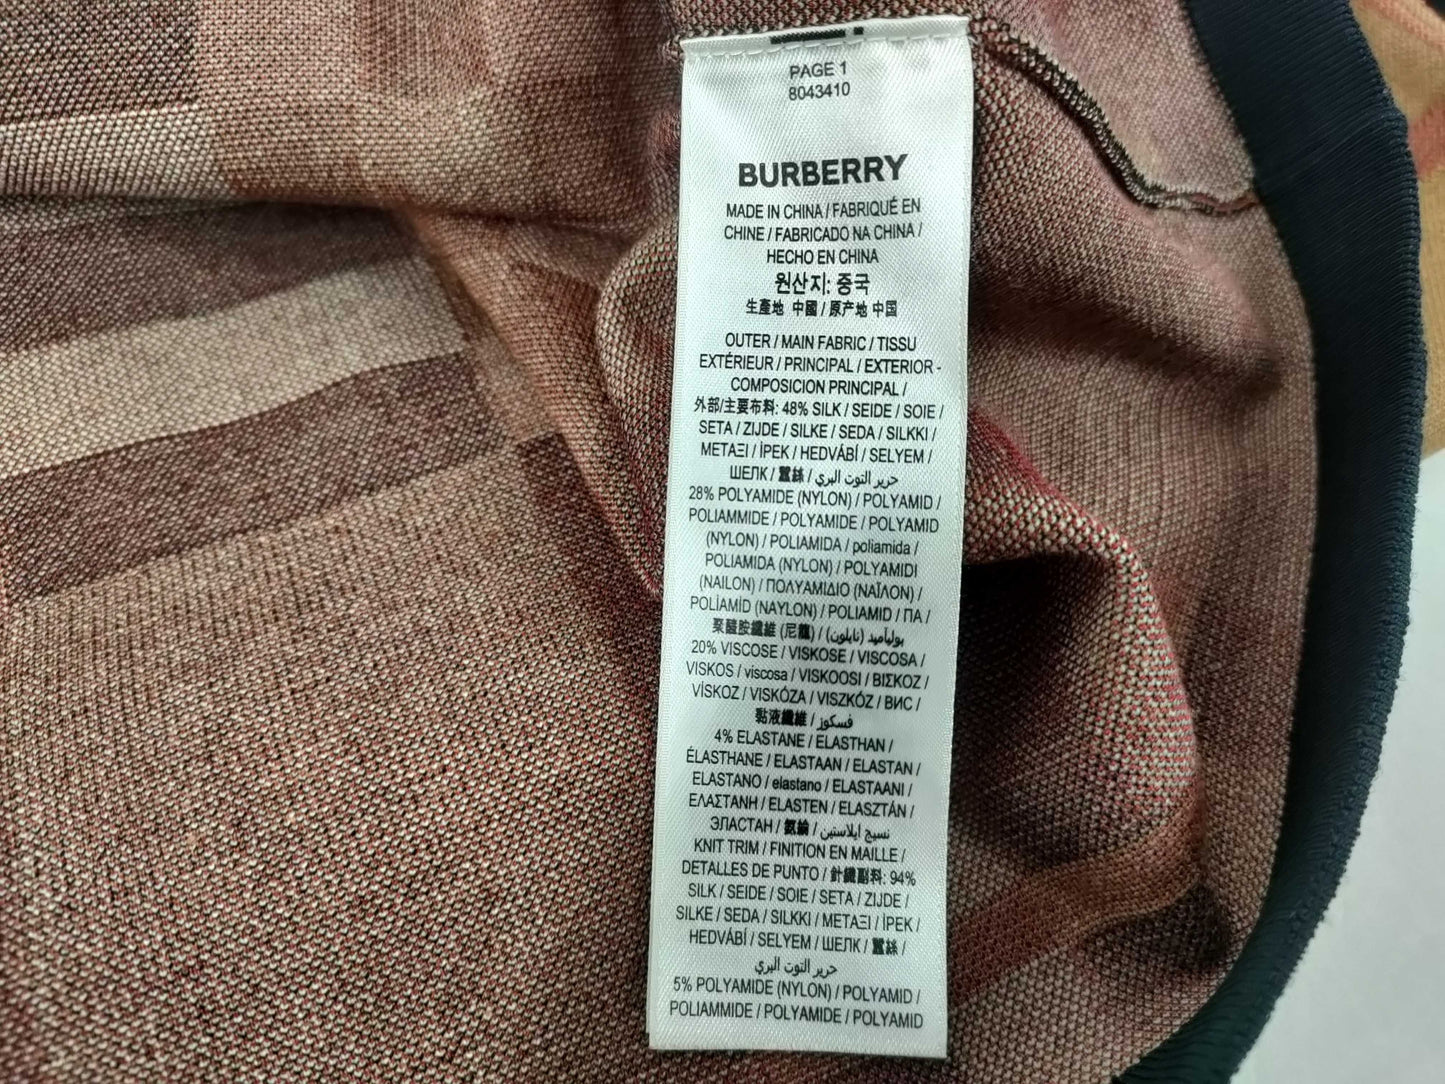 PAGE 1
8043410
BURBERRY
MADE IN CHINA / FABRIQUÉ EN
CHINE / FABRICADO NA CHINA /
HECHO EN CHINA
원산지: 중국
生產地 中國 / 原产地 中国
OUTER / MAIN FABRIC / TISSU
EXTÉRIEUR / PRINCIPAL / EXTERIOR -
COMPOSICION PRINCIPAL /
外部/主要布料: 48% SILK / SEIDE / SOIE /
SETA / ZIJDE / SILKE / SEDA / SILKKI /
ΜΕΤΑΞΙ / İPEK / HEDVÁBÍ / SELYEM /
ШЕЛК / 蠶絲 / حرير التوت البري
28% POLYAMIDE (NYLON) / POLYAMID /
POLIAMMIDE / POLYAMIDE / POLYAMID
(NYLON) / POLIAMIDA / poliamida /
POLIAMIDA (NYLON) / POLYAMIDI
(NAILON) / ΠΟΛΥΑΜΙΔΙΟ (ΝΑΪΛΟΝ) /
POLİAMİD (NAYLON) / POLIAMID / ПА /
聚醯胺纖維 (尼龍) / بوليأميد (نايلون)
20% VISCOSE / VISKOSE / VISCOSA /
VISKOS / viscosa / VISKOOSI / ΒΙΣΚΟΖ /
VİSKOZ / VISKÓZA / VISZKÓZ / ВИС /
黏液纖維 / فسكوز
4% ELASTANE / ELASTHAN /
ÉLASTHANE / ELASTAAN / ELASTAN /
ELASTANO / elastano / ELASTAANI /
ΕΛΑΣΤΑΝΗ / ELASTEN / ELASZTÁN /
ЭЛАСТАН / 氨綸 / نسيج ايلاستين
KNIT TRIM / FINITION EN MAILLE /
DETALLES DE PUNTO / 針織副料: 94%
SILK / SEIDE / SOIE / SETA / ZIJDE /
SILKE / SEDA / SILKKI / ΜΕΤΑΞΙ / İPEK /
HEDVÁBÍ / SELYEM / ШЕЛК / 蠶絲 /
حرير التوت البري
5% POLYAMIDE (NYLON) / POLYAMID /
POLIAMMIDE / POLYAMIDE / POLYAMID